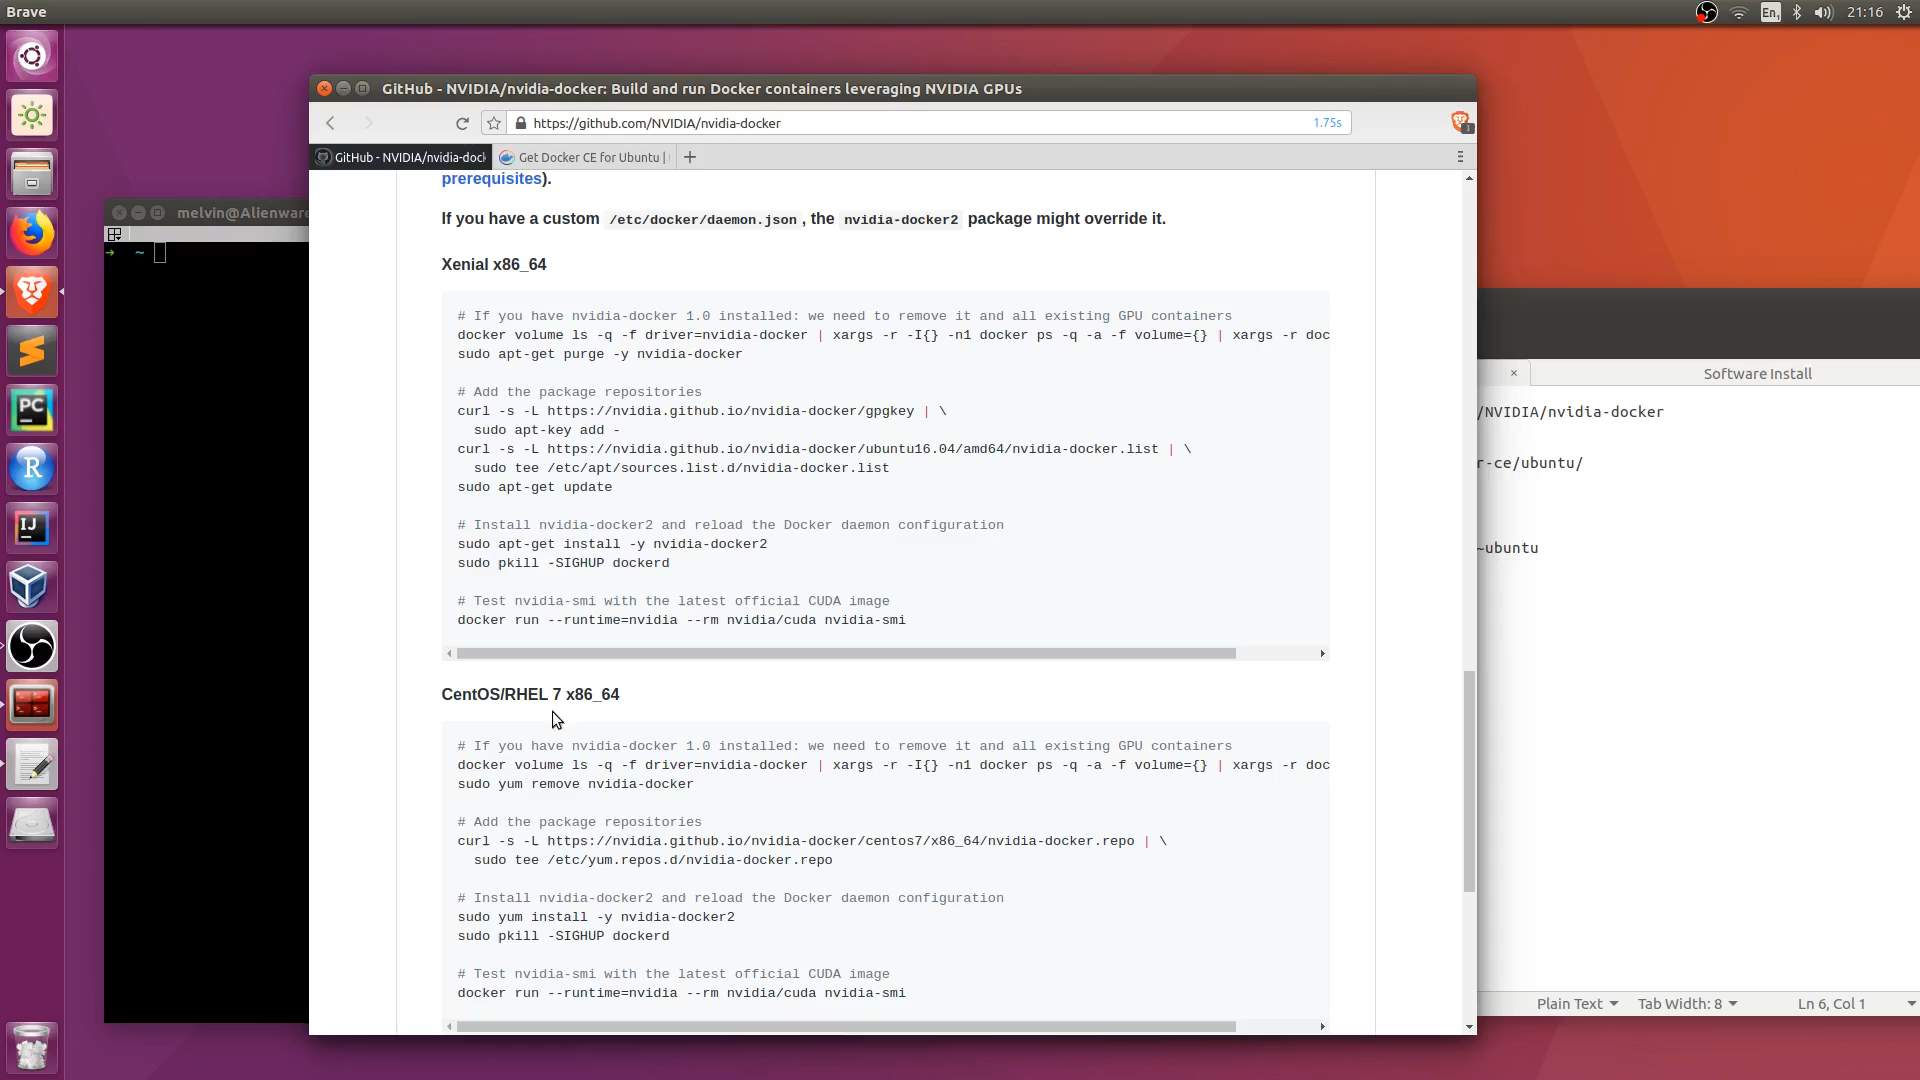 Brave
En1
21:16
GitHub - NVIDIA/nvidia-docker: Build and run Docker containers leveraging NVIDIA GPUs
https://github.com/NVIDIA/nvidia-docker
1.75s
GitHub - NVIDIA/nvidia-dock
Get Docker CE for Ubuntu |
melvin@Alienware
→ ~
prerequisites).
If you have a custom /etc/docker/daemon.json, the nvidia-docker2 package might override it.
Xenial x86_64
# If you have nvidia-docker 1.0 installed: we need to remove it and all existing GPU containers
docker volume ls -q -f driver=nvidia-docker | xargs -r -I{} -n1 docker ps -q -a -f volume={} | xargs -r doc
sudo apt-get purge -y nvidia-docker
# Add the package repositories
curl -s -L https://nvidia.github.io/nvidia-docker/gpgkey | \
sudo apt-key add -
curl -s -L https://nvidia.github.io/nvidia-docker/ubuntu16.04/amd64/nvidia-docker.list | \
sudo tee /etc/apt/sources.list.d/nvidia-docker.list
sudo apt-get update
# Install nvidia-docker2 and reload the Docker daemon configuration
sudo apt-get install -y nvidia-docker2
sudo pkill -SIGHUP dockerd
# Test nvidia-smi with the latest official CUDA image
docker run --runtime=nvidia --rm nvidia/cuda nvidia-smi
CentOS/RHEL 7 x86_64
# If you have nvidia-docker 1.0 installed: we need to remove it and all existing GPU containers
docker volume ls -q -f driver=nvidia-docker | xargs -r -I{} -n1 docker ps -q -a -f volume={} | xargs -r doc
sudo yum remove nvidia-docker
# Add the package repositories
curl -s -L https://nvidia.github.io/nvidia-docker/centos7/x86_64/nvidia-docker.repo | \
sudo tee /etc/yum.repos.d/nvidia-docker.repo
# Install nvidia-docker2 and reload the Docker daemon configuration
sudo yum install -y nvidia-docker2
sudo pkill -SIGHUP dockerd
# Test nvidia-smi with the latest official CUDA image
docker run --runtime=nvidia --rm nvidia/cuda nvidia-smi
Software Install
/NVIDIA/nvidia-docker
r-ce/ubuntu/
~ubuntu
Plain Text
Tab Width: 8
Ln 6, Col 1
PC
R
IJ